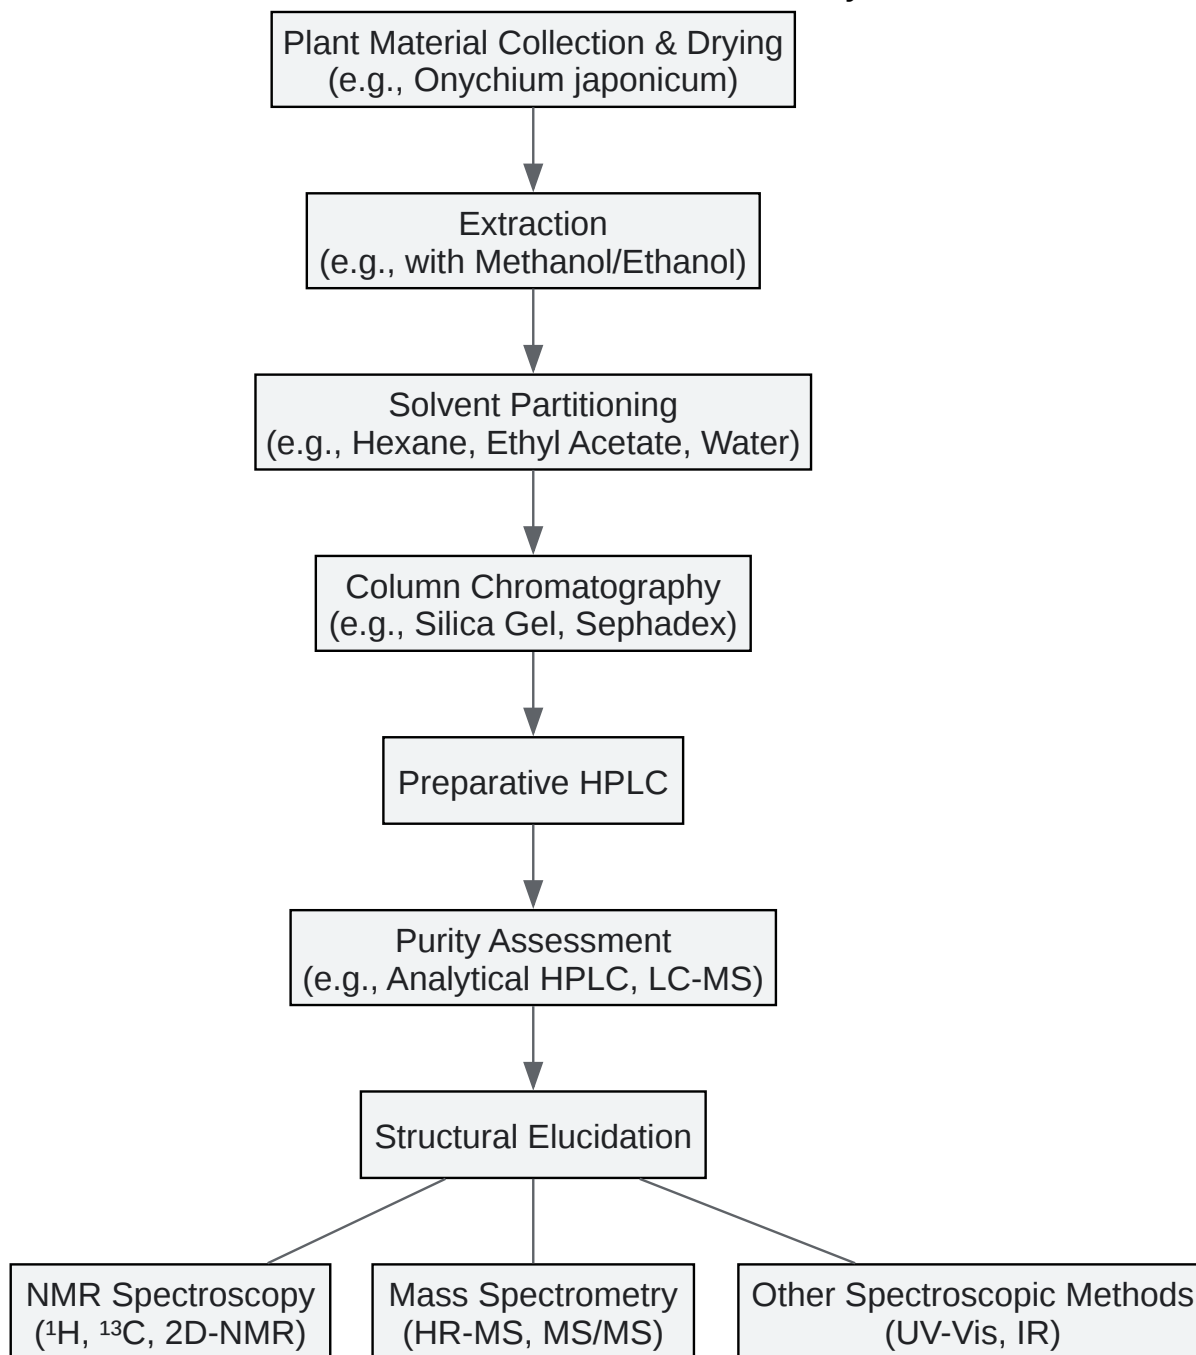 Plant Material Collection & Drying
(e.g., Onychium japonicum)
Extraction
(e.g., with Methanol/Ethanol)
Solvent Partitioning
(e.g., Hexane, Ethyl Acetate, Water)
Column Chromatography
(e.g., Silica Gel, Sephadex)
Preparative HPLC
Purity Assessment
(e.g., Analytical HPLC, LC-MS)
Structural Elucidation
NMR Spectroscopy
(¹H, ¹³C, 2D-NMR)
Mass Spectrometry
(HR-MS, MS/MS)
Other Spectroscopic Methods
(UV-Vis, IR)